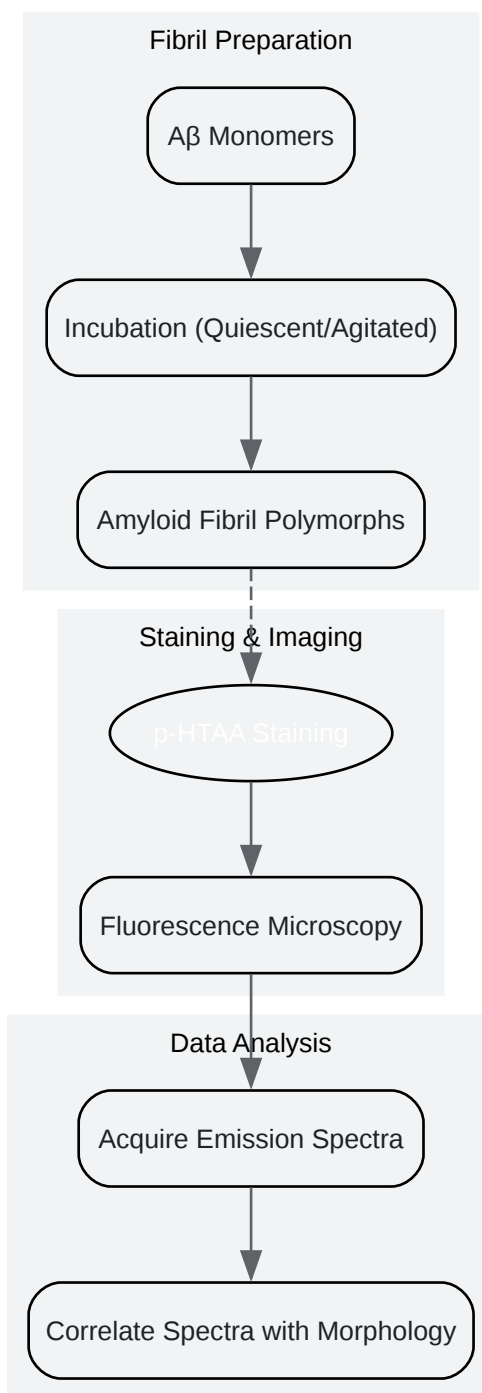 Fibril Preparation
Aβ Monomers
Incubation (Quiescent/Agitated)
Amyloid Fibril Polymorphs
Staining & Imaging
p-HTAA Staining
Fluorescence Microscopy
Data Analysis
Acquire Emission Spectra
Correlate Spectra with Morphology